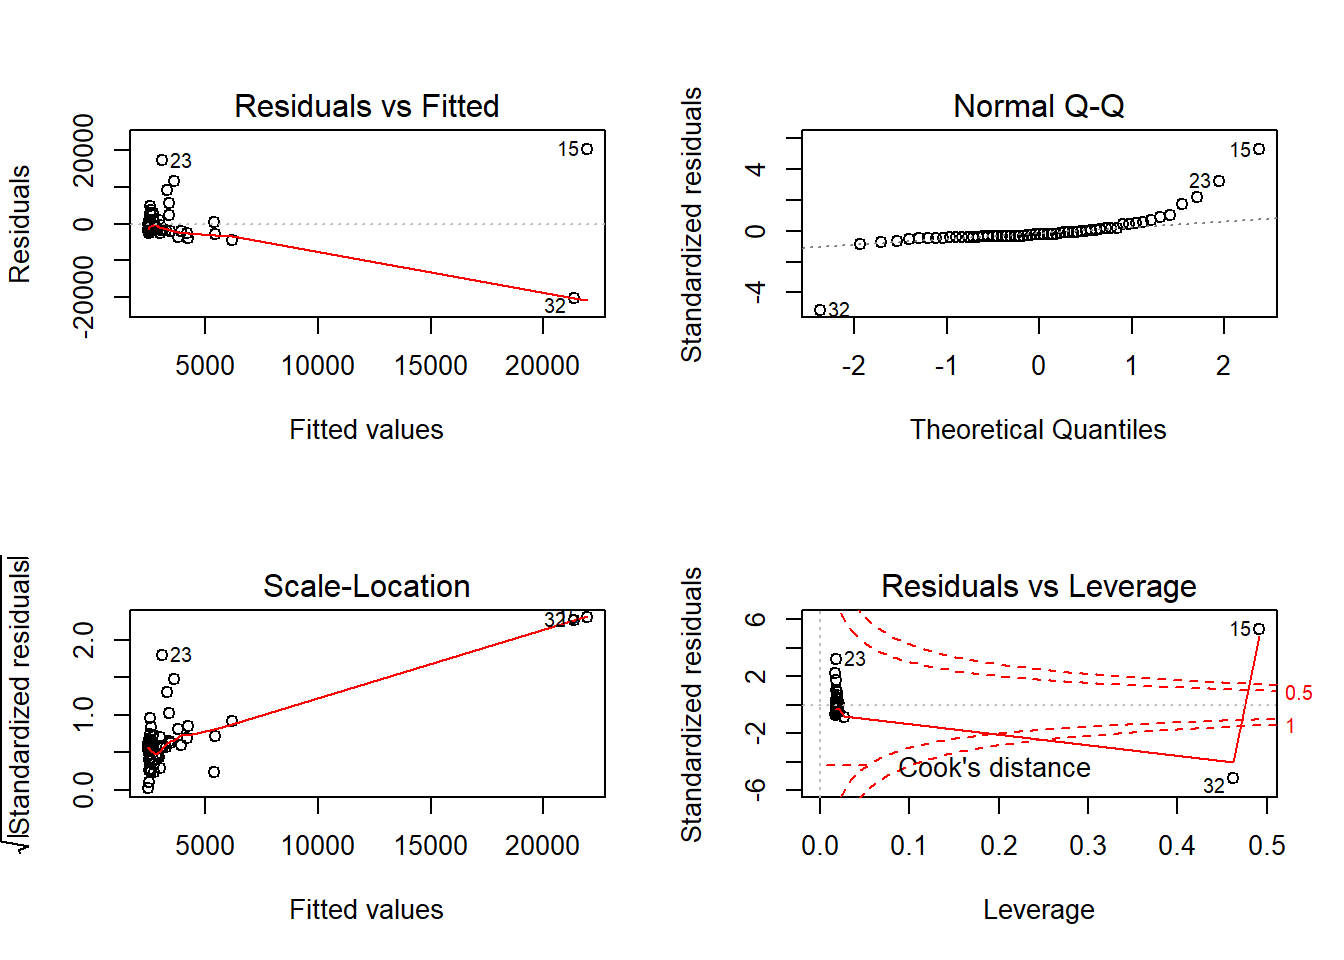 Residuals vs Fitted
Residuals
20000
0
-20000
23
15
32
5000 10000 15000 20000
Fitted values
Normal Q-Q
Standardized residuals
4
0
-4
15
23
32
-2 -1 0 1 2
Theoretical Quantiles
Scale-Location
√|Standardized residuals|
2.0
1.0
0.0
23
32
5000 10000 15000 20000
Fitted values
Residuals vs Leverage
Standardized residuals
6
2
-2
-6
15
23
0.5
1
Cook's distance
32
0.0 0.1 0.2 0.3 0.4 0.5
Leverage